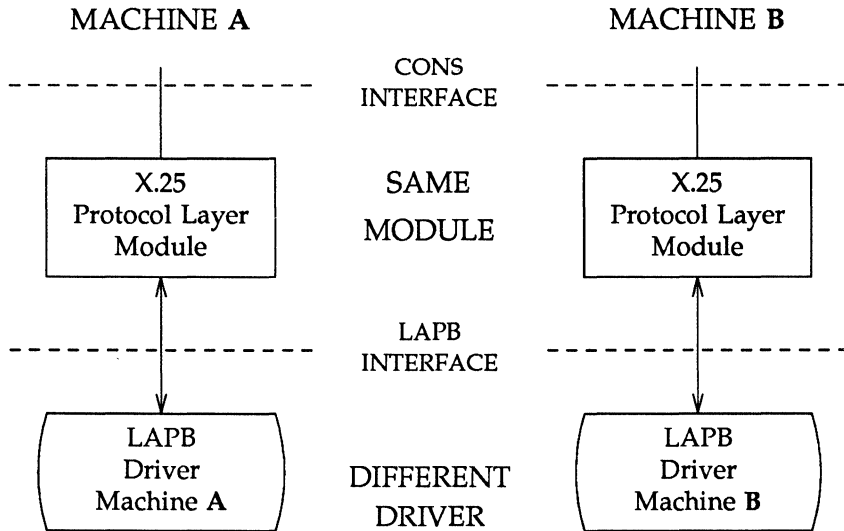 MACHINE A
MACHINE B
CONS
INTERFACE
X.25
Protocol Layer
Module
SAME
MODULE
X.25
Protocol Layer
Module
LAPB
INTERFACE
LAPB
Driver
Machine A
DIFFERENT
DRIVER
LAPB
Driver
Machine B